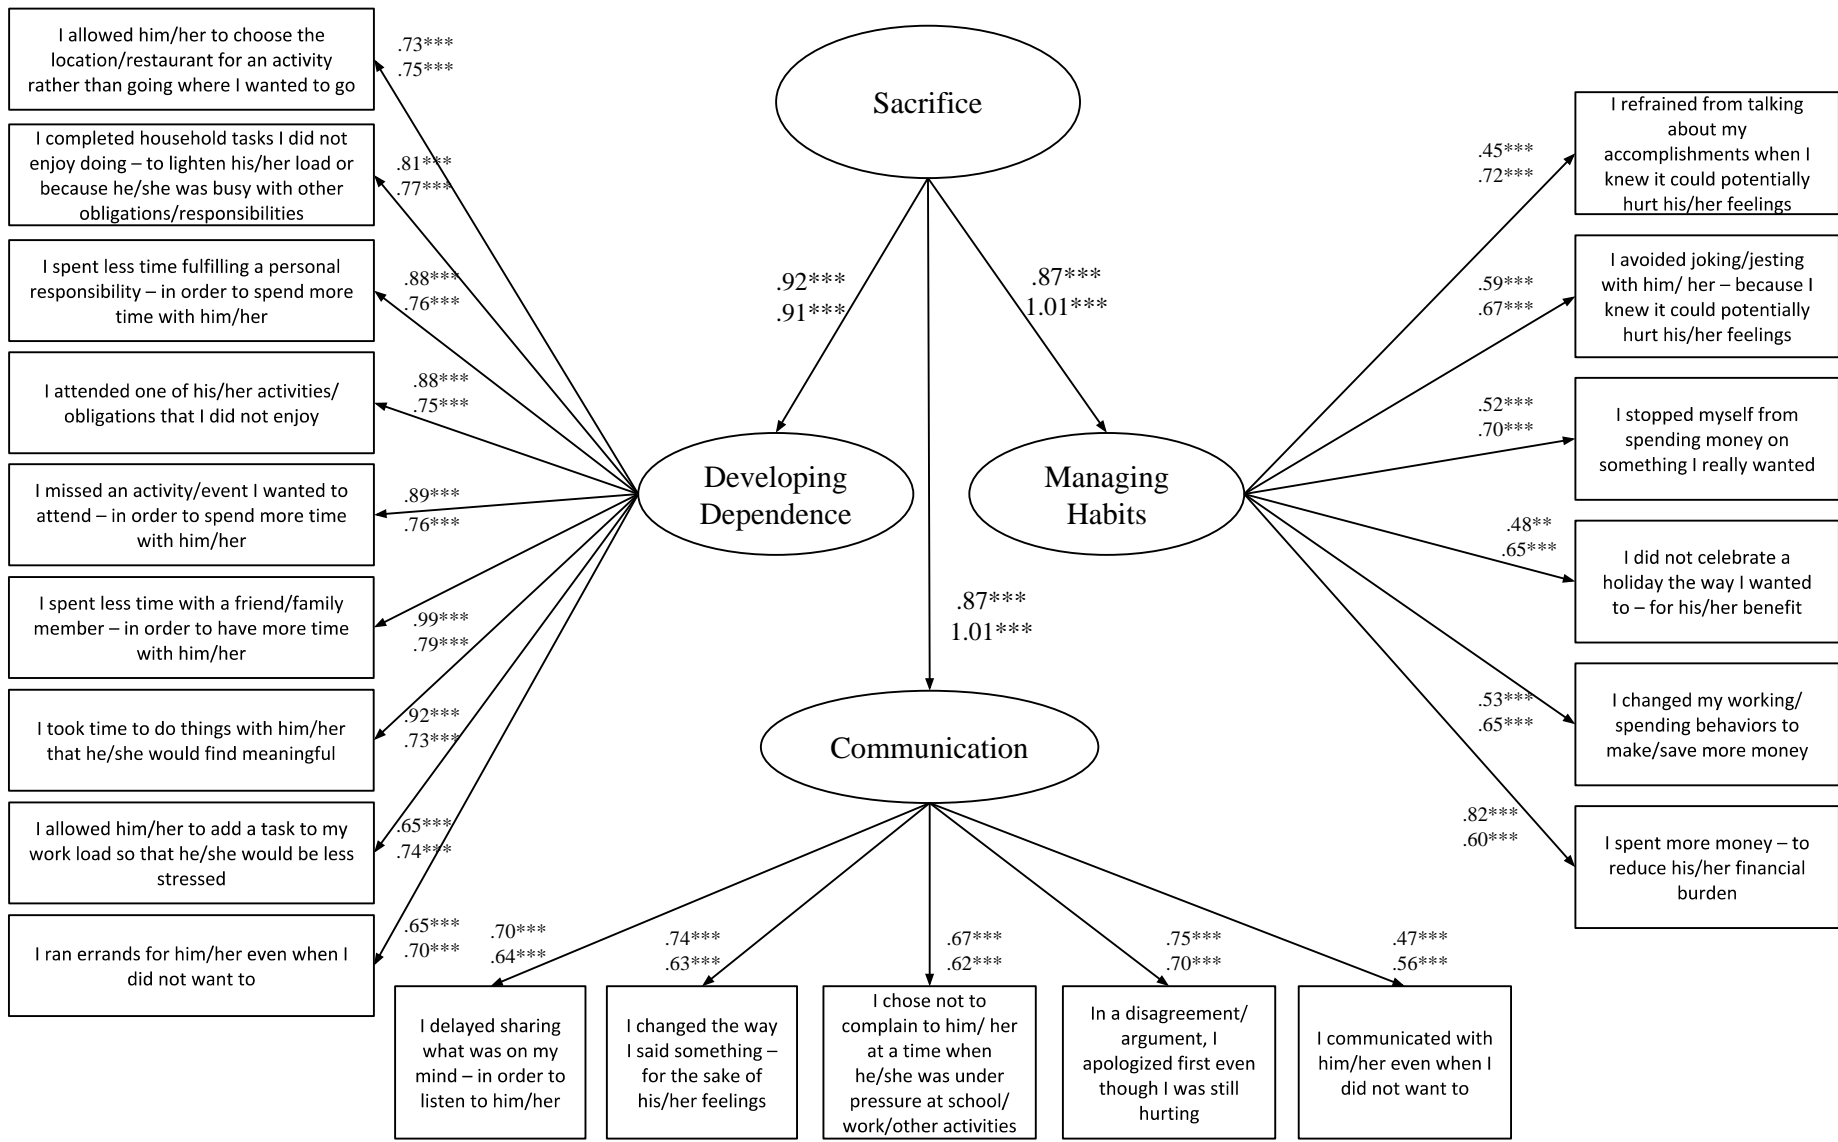 I allowed him/her to choose the
location/restaurant for an activity
rather than going where I wanted to go
.73***
.75***
I completed household tasks I did not
enjoy doing – to lighten his/her load or
because he/she was busy with other
obligations/responsibilities
.81***
.77***
I spent less time fulfilling a personal
responsibility – in order to spend more
time with him/her
.88***
.76***
I attended one of his/her activities/
obligations that I did not enjoy
.88***
.75***
I missed an activity/event I wanted to
attend – in order to spend more time
with him/her
.89***
.76***
I spent less time with a friend/family
member – in order to have more time
with him/her
.99***
.79***
I took time to do things with him/her
that he/she would find meaningful
.92***
.73***
I allowed him/her to add a task to my
work load so that he/she would be less
stressed
.65***
.74***
I ran errands for him/her even when I
did not want to
.65***
.70***
Sacrifice
.92***
.91***
.87***
1.01***
Developing
Dependence
Managing
Habits
.87***
1.01***
Communication
.45***
.72***
I refrained from talking
about my
accomplishments when I
knew it could potentially
hurt his/her feelings
.59***
.67***
I avoided joking/jesting
with him/ her – because I
knew it could potentially
hurt his/her feelings
.52***
.70***
I stopped myself from
spending money on
something I really wanted
.48**
.65***
I did not celebrate a
holiday the way I wanted
to – for his/her benefit
.53***
.65***
I changed my working/
spending behaviors to
make/save more money
.82***
.60***
I spent more money – to
reduce his/her financial
burden
.70***
.64***
I delayed sharing
what was on my
mind – in order to
listen to him/her
.74***
.63***
I changed the way
I said something –
for the sake of
his/her feelings
.67***
.62***
I chose not to
complain to him/ her
at a time when
he/she was under
pressure at school/
work/other activities
.75***
.70***
In a disagreement/
argument, I
apologized first even
though I was still
hurting
.47***
.56***
I communicated with
him/her even when I
did not want to